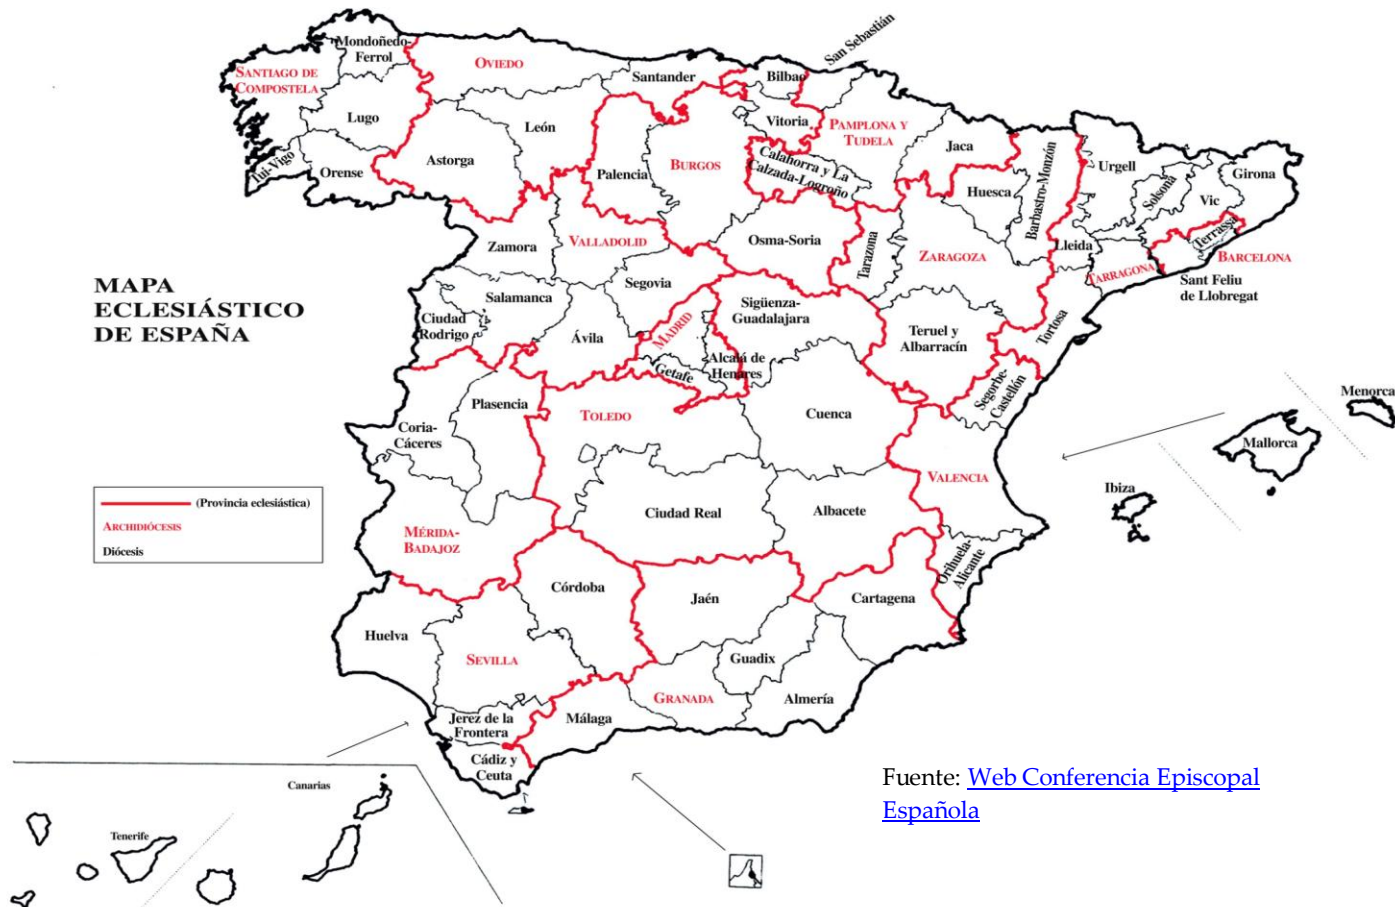 MAPA
ECLESIÁSTICO
DE ESPAÑA
(Provincia eclesiástica)
ARCHIDIÓCESIS
Diócesis
Mondoñedo-
Ferrol
SANTIAGO DE
COMPOSTELA
Lugo
Tui-Vigo
Orense
OVIEDO
Astorga
León
Santander
Palencia
BURGOS
Bilbao
San Sebastián
Vitoria
PAMPLONA Y
TUDELA
Calahorra y La
Calzada-Logroño
Jaca
Huesca
Barbastro-Monzón
Urgell
Solsona
Vic
Girona
Terrassa
Lleida
TARRAGONA
BARCELONA
Sant Feliu
de Llobregat
Tortosa
Zamora
VALLADOLID
Osma-Soria
Tarazona
ZARAGOZA
Segovia
Salamanca
Ciudad
Rodrigo
Ávila
MADRID
Sigüenza-
Guadalajara
Alcalá de
Henares
Getafe
Teruel y
Albarracín
Segorbe-
Castellón
Plasencia
Coria-
Cáceres
TOLEDO
Cuenca
VALENCIA
Menorca
Mallorca
Ibiza
MÉRIDA-
BADAJOZ
Ciudad Real
Albacete
Orihuela-
Alicante
Córdoba
Jaén
Cartagena
Huelva
SEVILLA
Guadix
GRANADA
Almería
Jerez de la
Frontera
Málaga
Cádiz y
Ceuta
Canarias
Tenerife
Fuente: Web Conferencia Episcopal
Española